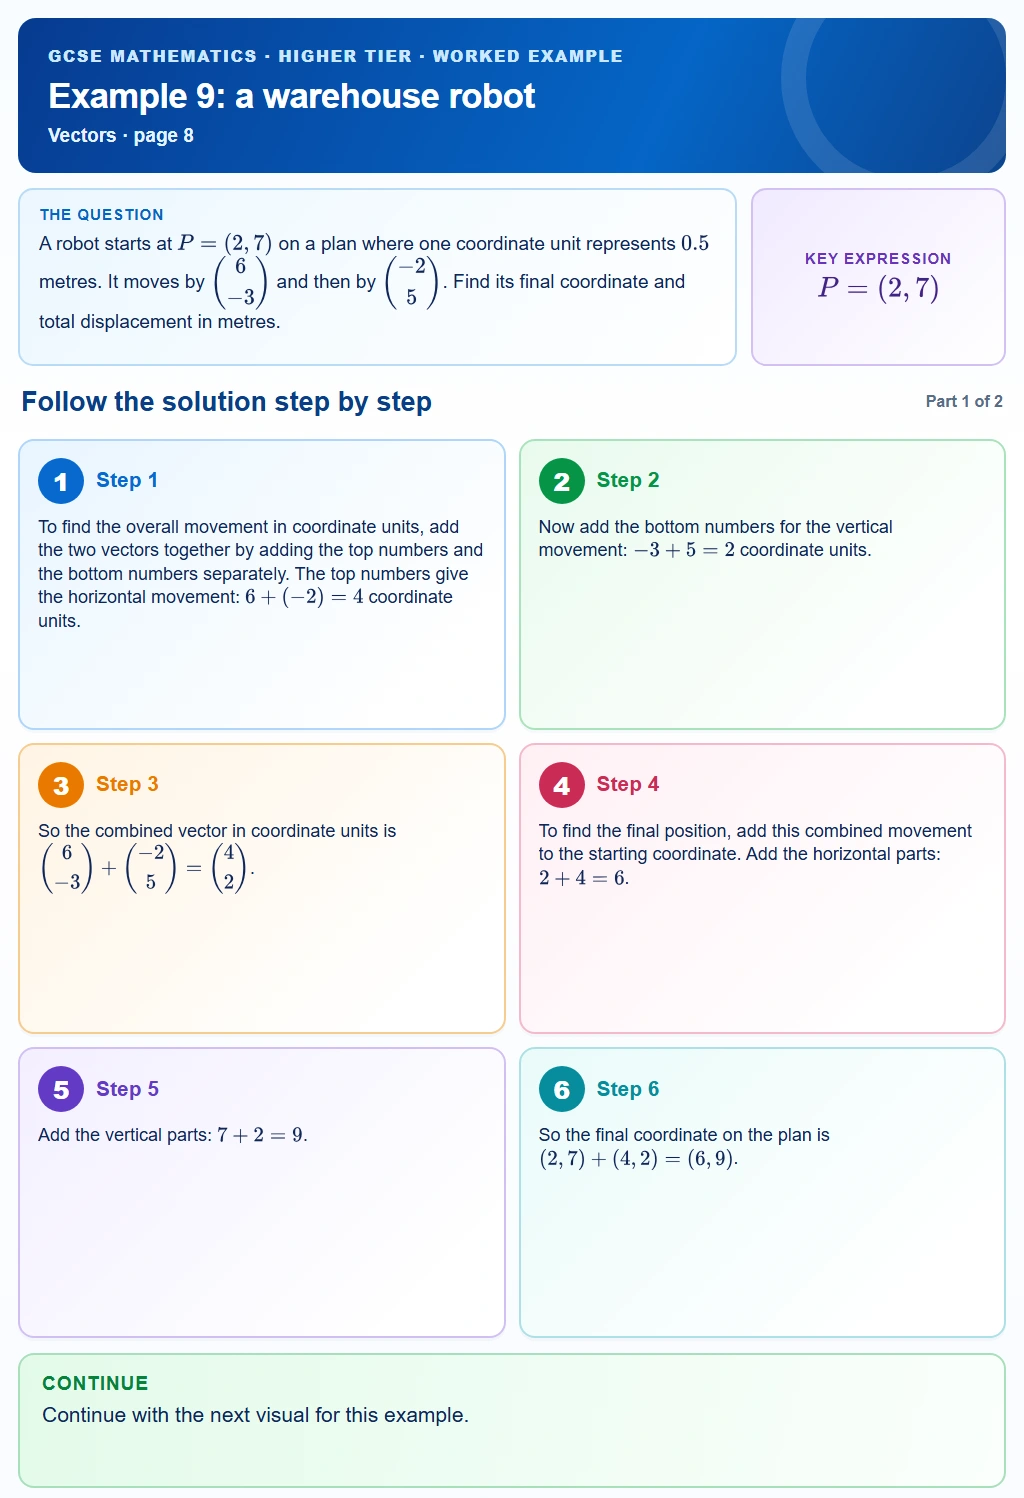 GCSE MATHEMATICS · HIGHER TIER · WORKED EXAMPLE
Example 9: a warehouse robot
Vectors · page 8
THE QUESTION
A robot starts at P = (2, 7) on a plan where one coordinate unit represents 0.5
metres. It moves by (6 −3) and then by (−2 5). Find its final coordinate and
total displacement in metres.
KEY EXPRESSION
P = (2, 7)
Follow the solution step by step
Part 1 of 2
1 Step 1
To find the overall movement in coordinate units, add
the two vectors together by adding the top numbers and
the bottom numbers separately. The top numbers give
the horizontal movement: 6 + (−2) = 4 coordinate
units.
2 Step 2
Now add the bottom numbers for the vertical
movement: −3 + 5 = 2 coordinate units.
3 Step 3
So the combined vector in coordinate units is
(6 −3) + (−2 5) = (4 2).
4 Step 4
To find the final position, add this combined movement
to the starting coordinate. Add the horizontal parts:
2 + 4 = 6.
5 Step 5
Add the vertical parts: 7 + 2 = 9.
6 Step 6
So the final coordinate on the plan is
(2, 7) + (4, 2) = (6, 9).
CONTINUE
Continue with the next visual for this example.